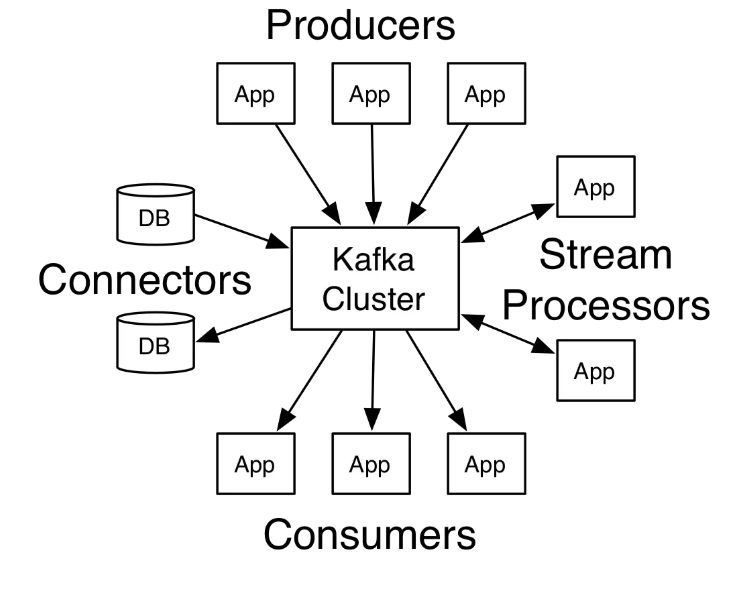 Producers
App
App
App
DB
App
Kafka
Cluster
Connectors
Stream
Processors
DB
App
App
App
App
Consumers